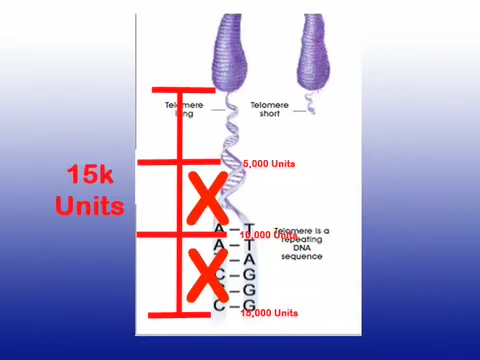 Telomere
long
Telomere
short
5,000 Units
15k
Units
X
A – T
10,000 Units
Telomere is a
repeating
DNA
sequence
A – T
X
A – A
C – G
C – G
C – G
15,000 Units